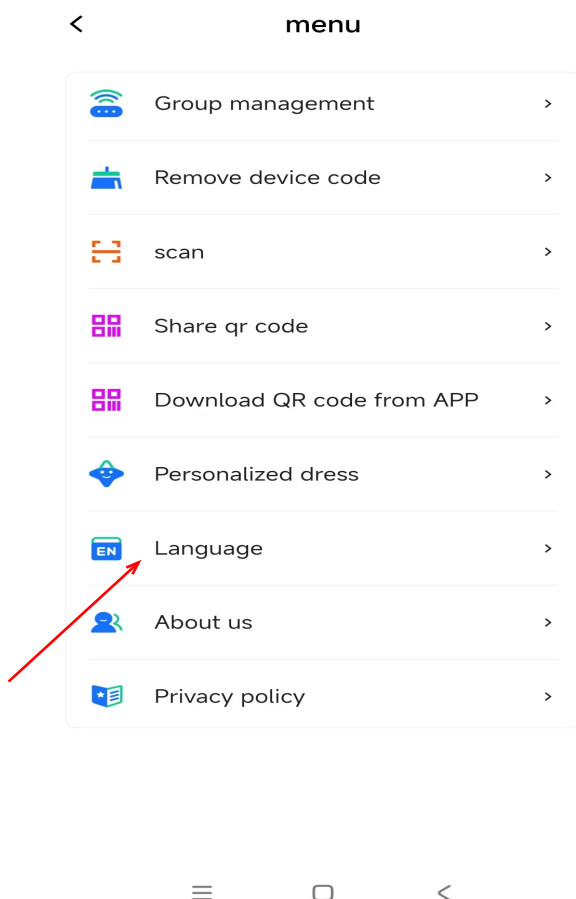 menu
Group management
Remove device code
scan
Share qr code
Download QR code from APP
Personalized dress
EN
Language
About us
Privacy policy